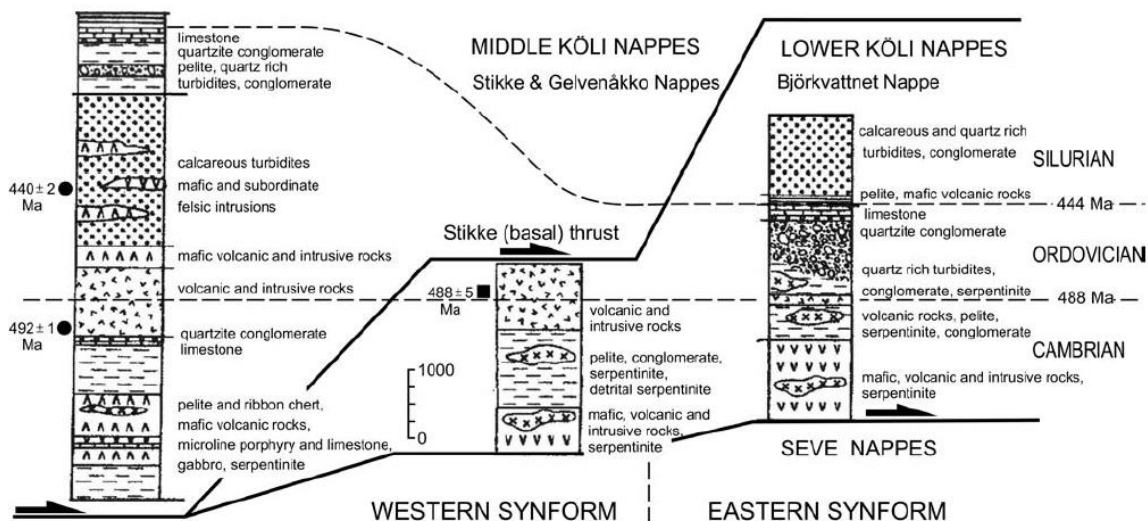 limestone
quartzite conglomerate
pelite, quartz rich
turbidites, conglomerate
calcareous turbidites
mafic and subordinate
felsic intrusions
440 ± 2
Ma
mafic volcanic and intrusive rocks
volcanic and intrusive rocks
492 ± 1
Ma
quartzite conglomerate
limestone
pelite and ribbon chert,
mafic volcanic rocks,
microline porphyry and limestone,
gabbro, serpentinite
MIDDLE KÖLI NAPPES
Stikke & Gelvenåkko Nappes
Stikke (basal) thrust
488 ± 5
Ma
volcanic and
intrusive rocks
pelite, conglomerate,
serpentinite,
detrital serpentinite
mafic, volcanic and
intrusive rocks,
serpentinite
1000
0
WESTERN SYNFORM
LOWER KÖLI NAPPES
Björkvattnet Nappe
calcareous and quartz rich
turbidites, conglomerate
SILURIAN
pelite, mafic volcanic rocks
444 Ma
limestone
quartzite conglomerate
ORDOVICIAN
quartz rich turbidites,
conglomerate, serpentinite
488 Ma
volcanic rocks, pelite,
serpentinite, conglomerate
CAMBRIAN
mafic, volcanic and intrusive rocks,
serpentinite
SEVE NAPPES
EASTERN SYNFORM